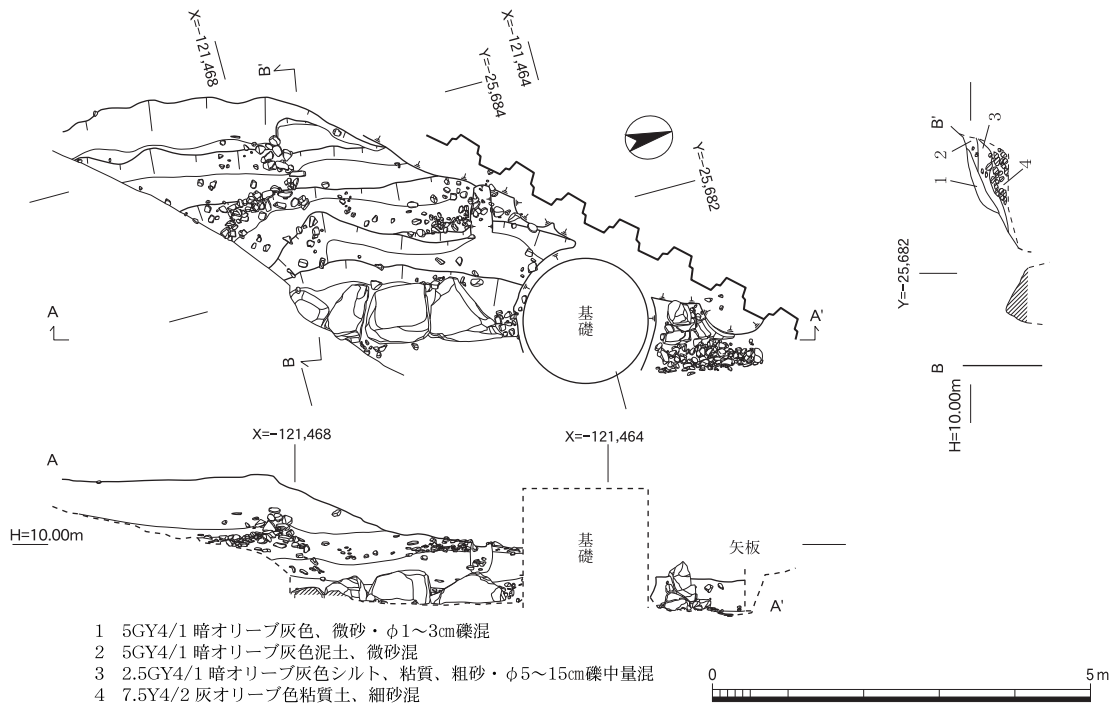 X=-121,468
B'
Y=-25,684
X=-121,464
Y=-25,682
A
A'
B
基礎
B'
3
2
1
4
Y=-25,682
B
H=10.00m
X=-121,468
X=-121,464
A
H=10.00m
基礎
矢板
A'
1 5GY4/1 暗オリーブ灰色、微砂・φ1～3㎝礫混
2 5GY4/1 暗オリーブ灰色泥土、微砂混
3 2.5GY4/1 暗オリーブ灰色シルト、粘質、粗砂・φ5～15㎝礫中量混
4 7.5Y4/2 灰オリーブ色粘質土、細砂混
0 5m